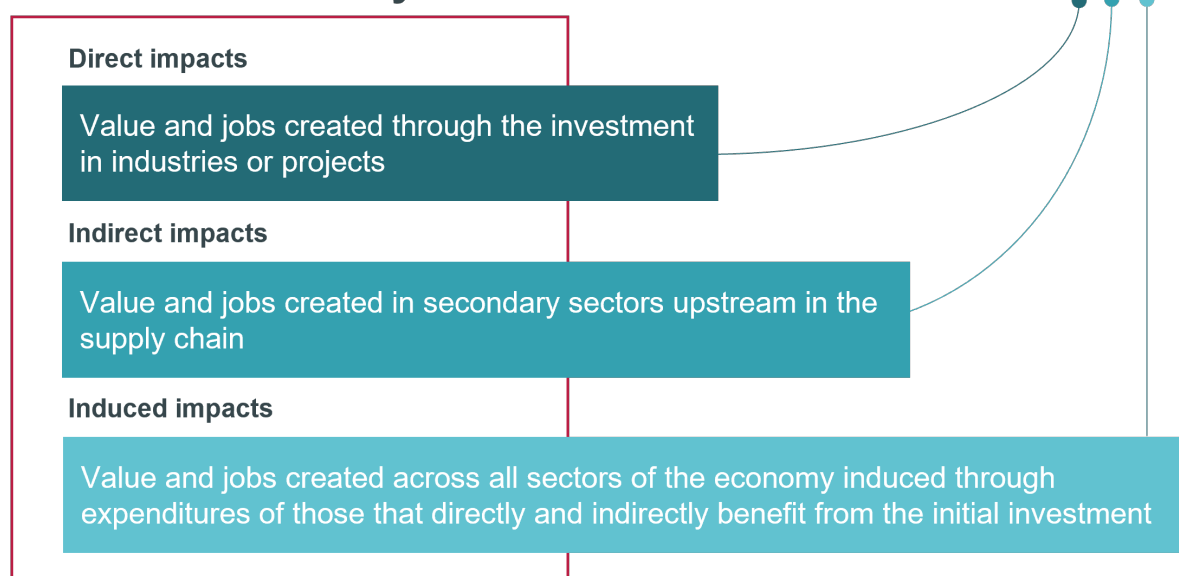 Direct impacts
Value and jobs created through the investment
in industries or projects
Indirect impacts
Value and jobs created in secondary sectors upstream in the
supply chain
Induced impacts
Value and jobs created across all sectors of the economy induced through
expenditures of those that directly and indirectly benefit from the initial investment